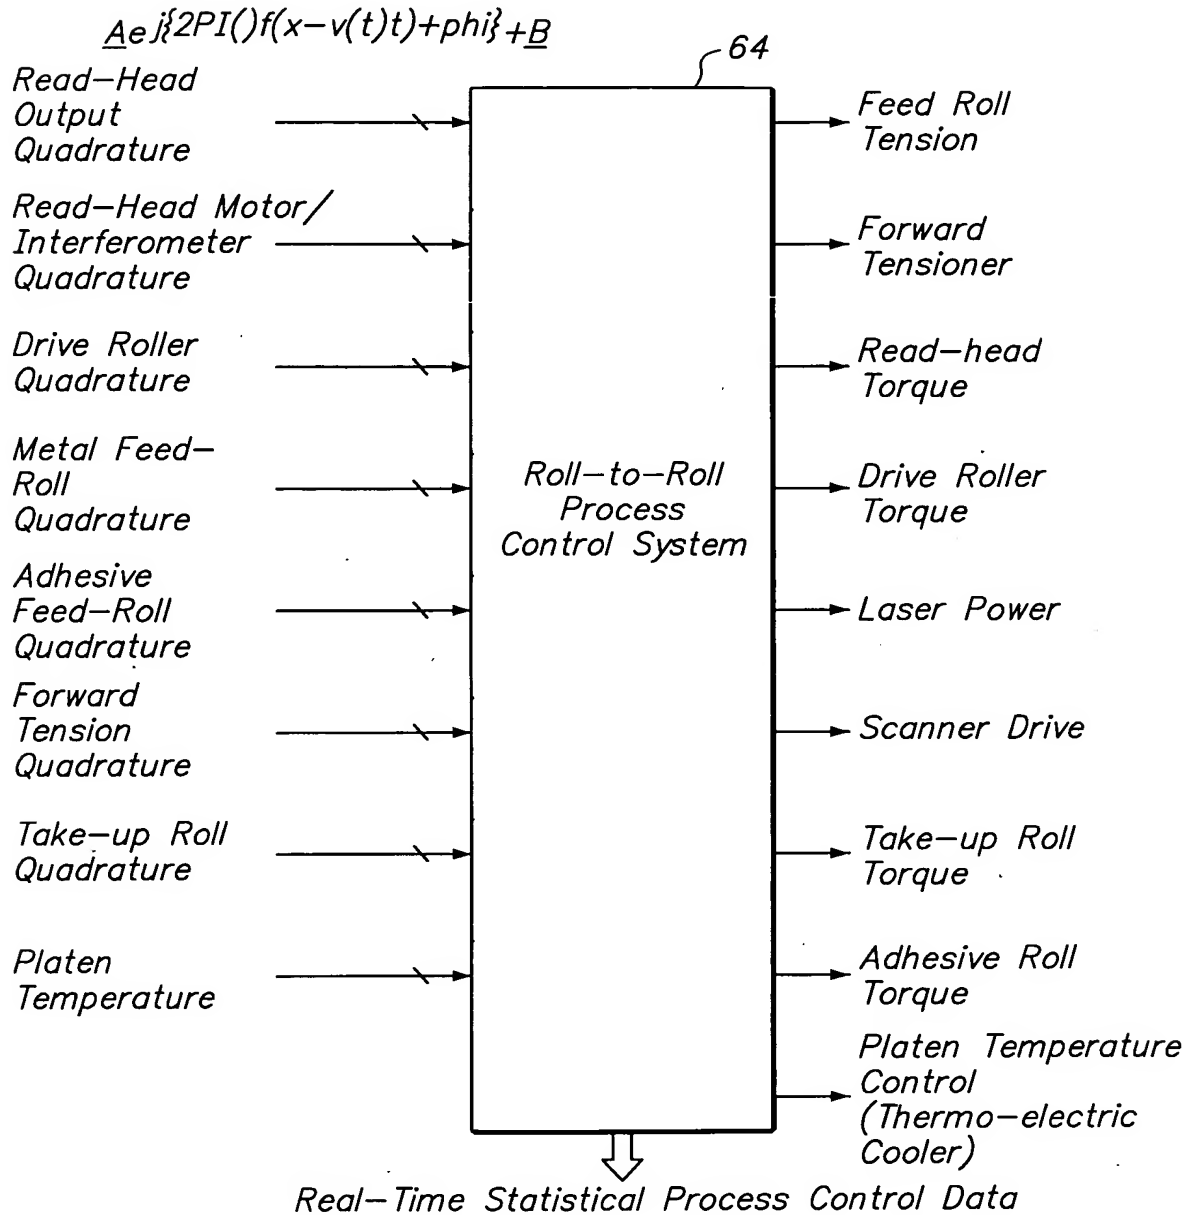 Ae j{2PI()f(x-v(t)t)+phi}+B
64
Read-Head
Output
Quadrature
Read-Head Motor/
Interferometer
Quadrature
Drive Roller
Quadrature
Metal Feed-
Roll
Quadrature
Adhesive
Feed-Roll
Quadrature
Forward
Tension
Quadrature
Take-up Roll
Quadrature
Platen
Temperature
Roll-to-Roll
Process
Control System
Feed Roll
Tension
Forward
Tensioner
Read-head
Torque
Drive Roller
Torque
Laser Power
Scanner Drive
Take-up Roll
Torque
Adhesive Roll
Torque
Platen Temperature
Control
(Thermo-electric
Cooler)
Real-Time Statistical Process Control Data